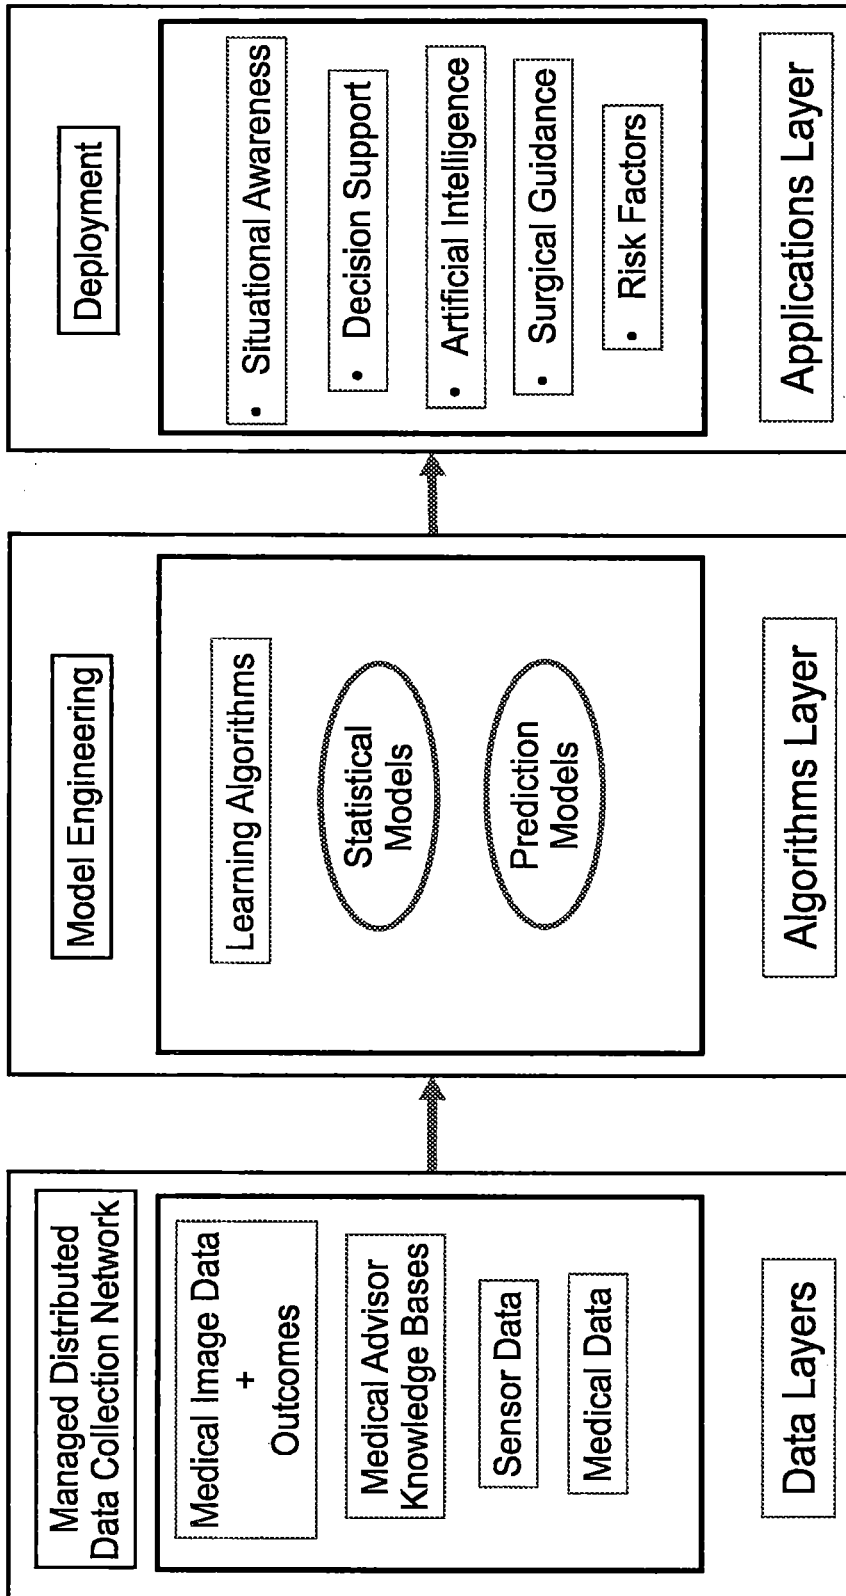 Managed Distributed
Data Collection Network
Medical Image Data
+
Outcomes
Medical Advisor
Knowledge Bases
Sensor Data
Medical Data
Data Layers
Model Engineering
Learning Algorithms
Statistical
Models
Prediction
Models
Algorithms Layer
Deployment
• Situational Awareness
• Decision Support
• Artificial Intelligence
• Surgical Guidance
• Risk Factors
Applications Layer